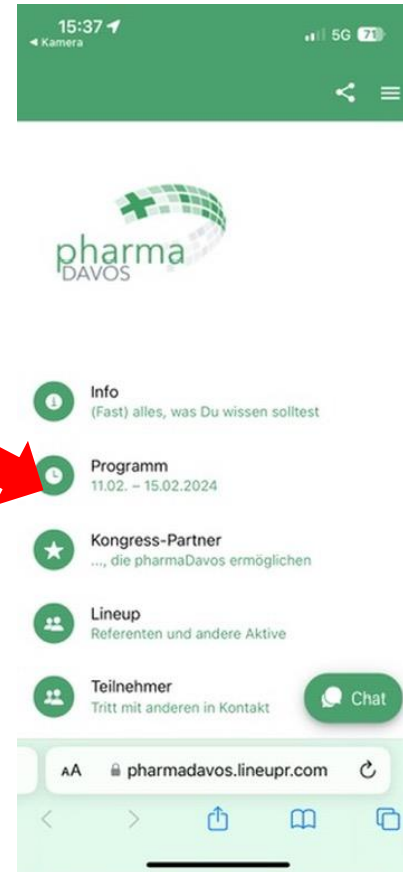 15:37
5G 71
◀ Kamera
pharma
DAVOS
Info
(Fast) alles, was Du wissen solltest
Programm
11.02. – 15.02.2024
Kongress-Partner
..., die pharmaDavos ermöglichen
Lineup
Referenten und andere Aktive
Teilnehmer
Tritt mit anderen in Kontakt
Chat
AA pharmadavos.lineupr.com